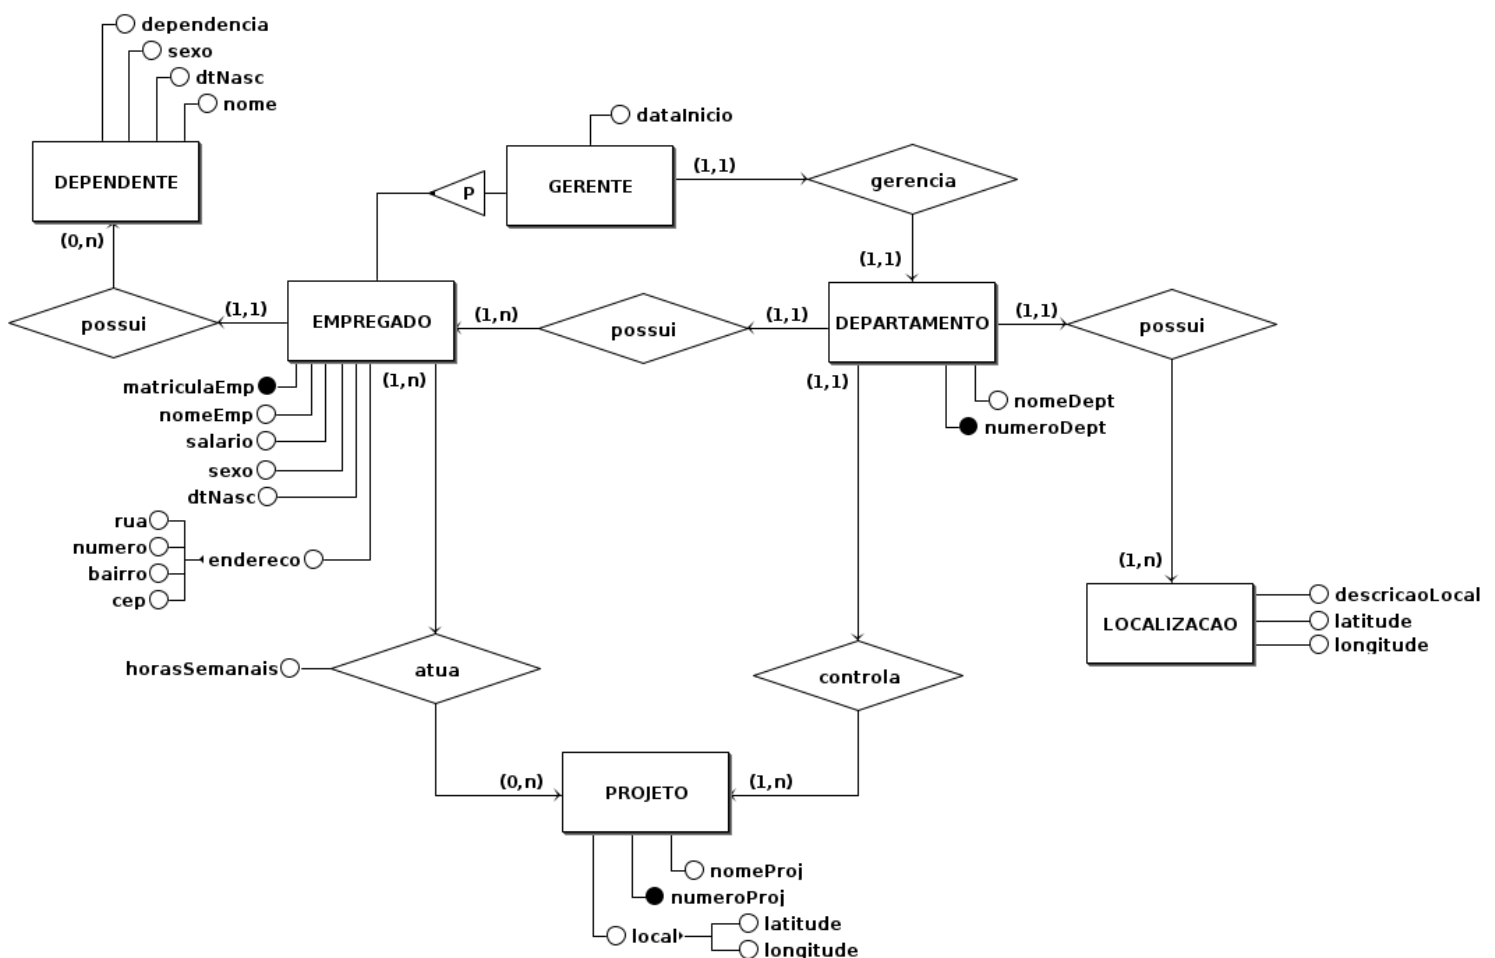 dependencia
sexo
dtNasc
nome
DEPENDENTE
(0,n)
possui
(1,1)
dataInicio
P
GERENTE
(1,1)
gerencia
(1,1)
EMPREGADO
(1,n)
possui
(1,1)
DEPARTAMENTO
(1,1)
possui
matriculaEmp
nomeEmp
salario
sexo
dtNasc
rua
numero
bairro
cep
endereco
(1,n)
(1,1)
nomeDept
numeroDept
(1,n)
LOCALIZACAO
descricaoLocal
latitude
longitude
horasSemanais
atua
controla
(0,n)
PROJETO
(1,n)
nomeProj
numeroProj
local
latitude
longitude